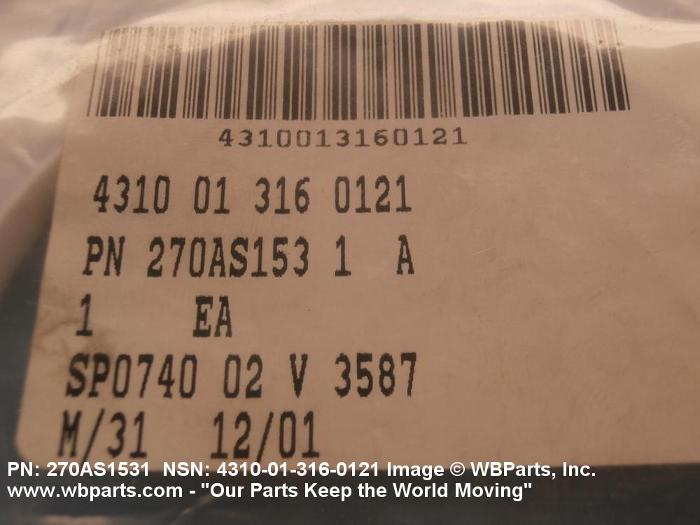 4310013160121
4310 01 316 0121
PN 270AS153 1 A
1 EA
SP0740 02 V 3587
M/31 12/01
PN: 270AS1531 NSN: 4310-01-316-0121 Image © WBParts, Inc.
www.wbparts.com - "Our Parts Keep the World Moving"